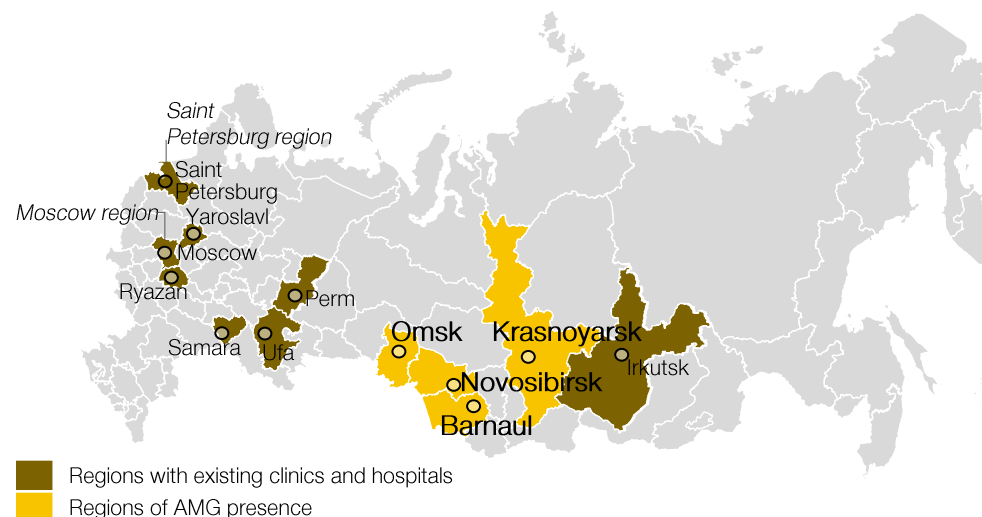 Saint
Petersburg region
Saint
Petersburg
Moscow region
Yaroslavl
Moscow
Ryazan
Perm
Samara
Ufa
Omsk
Krasnoyarsk
Irkutsk
Novosibirsk
Barnaul
Regions with existing clinics and hospitals
Regions of AMG presence